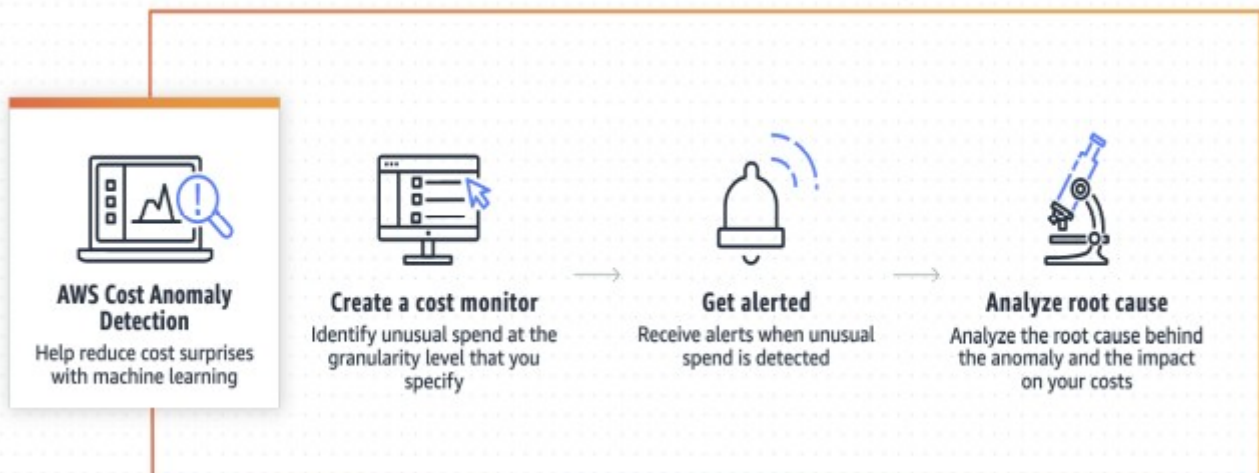 AWS Cost Anomaly
Detection
Help reduce cost surprises
with machine learning
Create a cost monitor
Identify unusual spend at the
granularity level that you
specify
Get alerted
Receive alerts when unusual
spend is detected
Analyze root cause
Analyze the root cause behind
the anomaly and the impact
on your costs